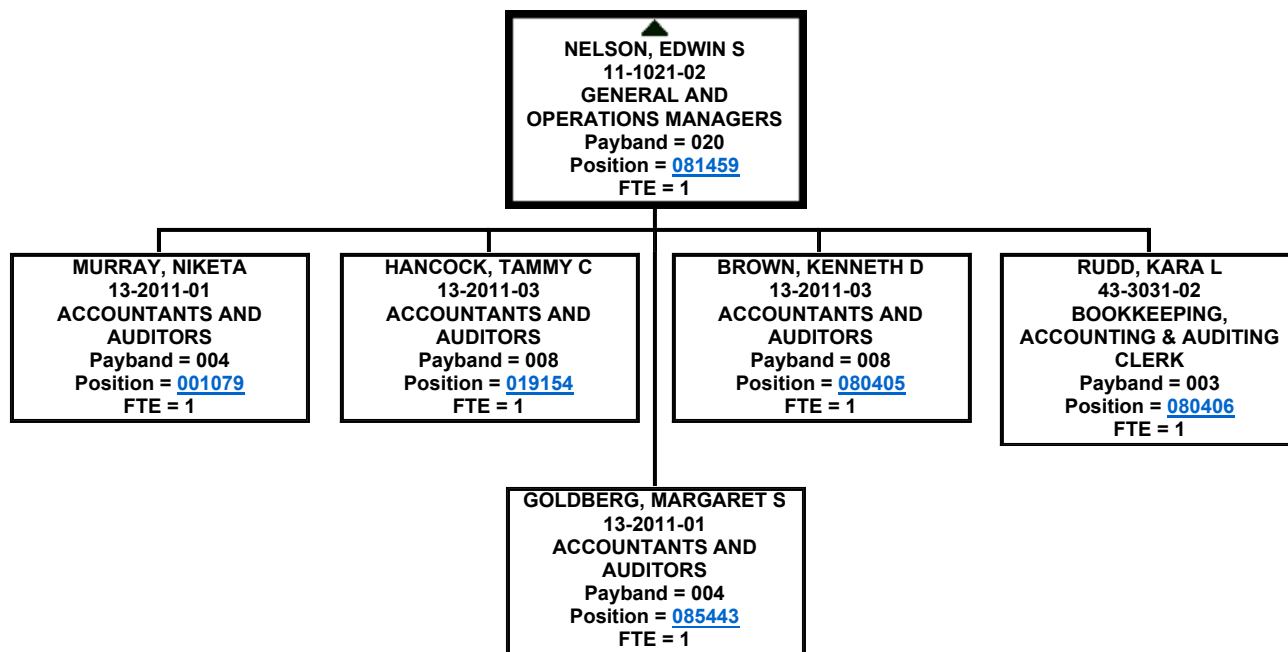 NELSON, EDWIN S
11-1021-02
GENERAL AND
OPERATIONS MANAGERS
Payband = 020
Position = 081459
FTE = 1
MURRAY, NIKETA
13-2011-01
ACCOUNTANTS AND
AUDITORS
Payband = 004
Position = 001079
FTE = 1
HANCOCK, TAMMY C
13-2011-03
ACCOUNTANTS AND
AUDITORS
Payband = 008
Position = 019154
FTE = 1
BROWN, KENNETH D
13-2011-03
ACCOUNTANTS AND
AUDITORS
Payband = 008
Position = 080405
FTE = 1
RUDD, KARA L
43-3031-02
BOOKKEEPING,
ACCOUNTING & AUDITING
CLERK
Payband = 003
Position = 080406
FTE = 1
GOLDBERG, MARGARET S
13-2011-01
ACCOUNTANTS AND
AUDITORS
Payband = 004
Position = 085443
FTE = 1